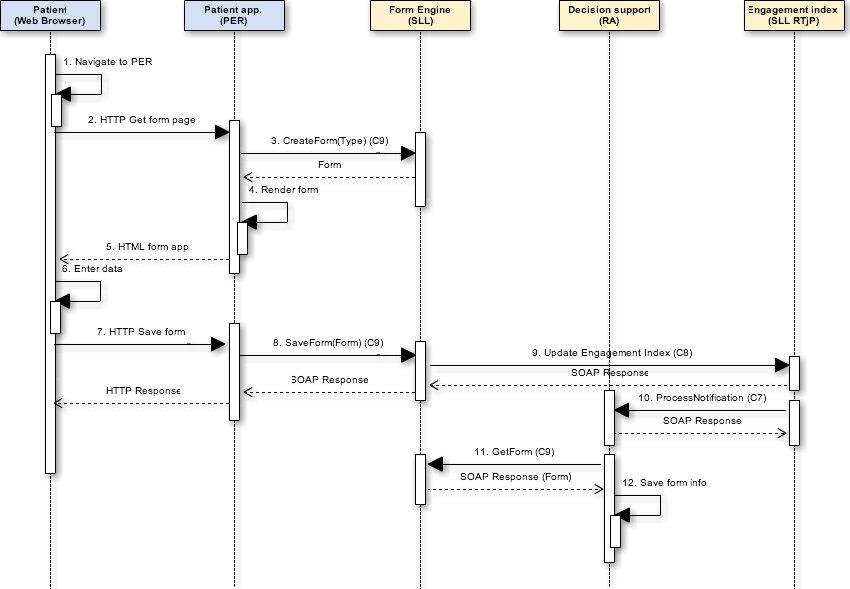 Patient
(Web Browser)
Patient app.
(PER)
Form Engine
(SLL)
Decision support
(RA)
Engagement index
(SLL RTjP)
1. Navigate to PER
2. HTTP Get form page
3. CreateForm(Type) (C9)
Form
4. Render form
5. HTML form app
6. Enter data
7. HTTP Save form
8. SaveForm(Form) (C9)
9. Update Engagement Index (C8)
SOAP Response
SOAP Response
HTTP Response
10. ProcessNotification (C7)
SOAP Response
11. GetForm (C9)
SOAP Response (Form)
12. Save form info